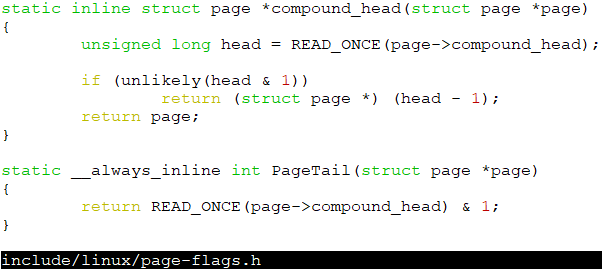 static inline struct page *compound_head(struct page *page)
{
        unsigned long head = READ_ONCE(page->compound_head);

        if (unlikely(head & 1))
                return (struct page *) (head - 1);
        return page;
}

static __always_inline int PageTail(struct page *page)
{
        return READ_ONCE(page->compound_head) & 1;
}

include/linux/page-flags.h